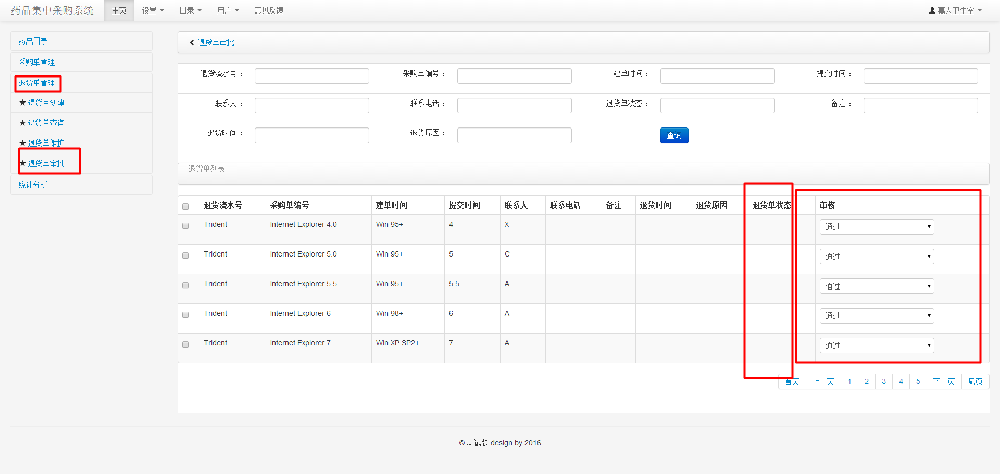 药品集中采购系统 主页 设置 目录 用户 意见反馈 嘉大卫生室
药品目录
采购单管理
退货单管理
★ 退货单创建
★ 退货单查询
★ 退货单维护
★ 退货单审批
统计分析
退货单审批
退货流水号： 采购单编号： 建单时间： 提交时间：
联系人： 联系电话： 退货单状态： 备注：
退货时间： 退货原因： 查询
退货单列表
退货流水号 采购单编号 建单时间 提交时间 联系人 联系电话 备注 退货时间 退货原因 退货单状态 审核
Trident Internet Explorer 4.0 Win 95+ 4 X 通过
Trident Internet Explorer 5.0 Win 95+ 5 C 通过
Trident Internet Explorer 5.5 Win 95+ 5.5 A 通过
Trident Internet Explorer 6 Win 98+ 6 A 通过
Trident Internet Explorer 7 Win XP SP2+ 7 A 通过
首页 上一页 1 2 3 4 5 下一页 尾页
© 测试版 design by 2016